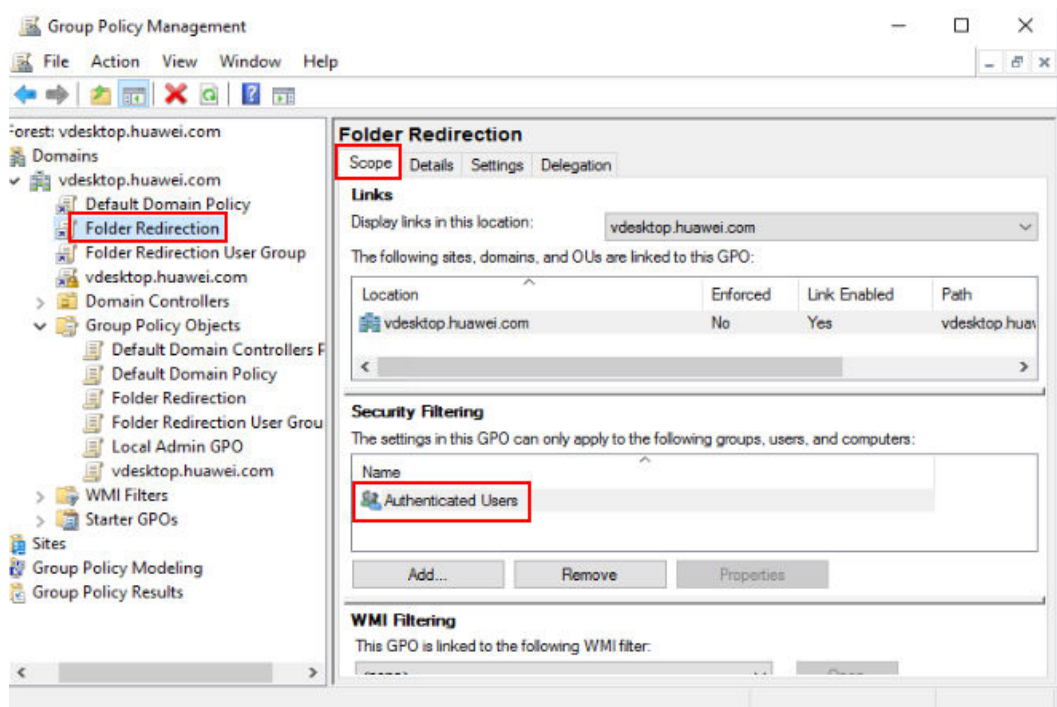 Group Policy Management
File Action View Window Help
Forest: vdesktop.huawei.com
Domains
vdesktop.huawei.com
Default Domain Policy
Folder Redirection
Folder Redirection User Group
vdesktop.huawei.com
Domain Controllers
Group Policy Objects
Default Domain Controllers P
Default Domain Policy
Folder Redirection
Folder Redirection User Grou
Local Admin GPO
vdesktop.huawei.com
WMI Filters
Starter GPOs
Sites
Group Policy Modeling
Group Policy Results
Folder Redirection
Scope Details Settings Delegation
Links
Display links in this location: vdesktop.huawei.com
The following sites, domains, and OUs are linked to this GPO:
Location Enforced Link Enabled Path
vdesktop.huawei.com No Yes vdesktop.huav
Security Filtering
The settings in this GPO can only apply to the following groups, users, and computers:
Name
Authenticated Users
Add... Remove Properties
WMI Filtering
This GPO is linked to the following WMI filter: